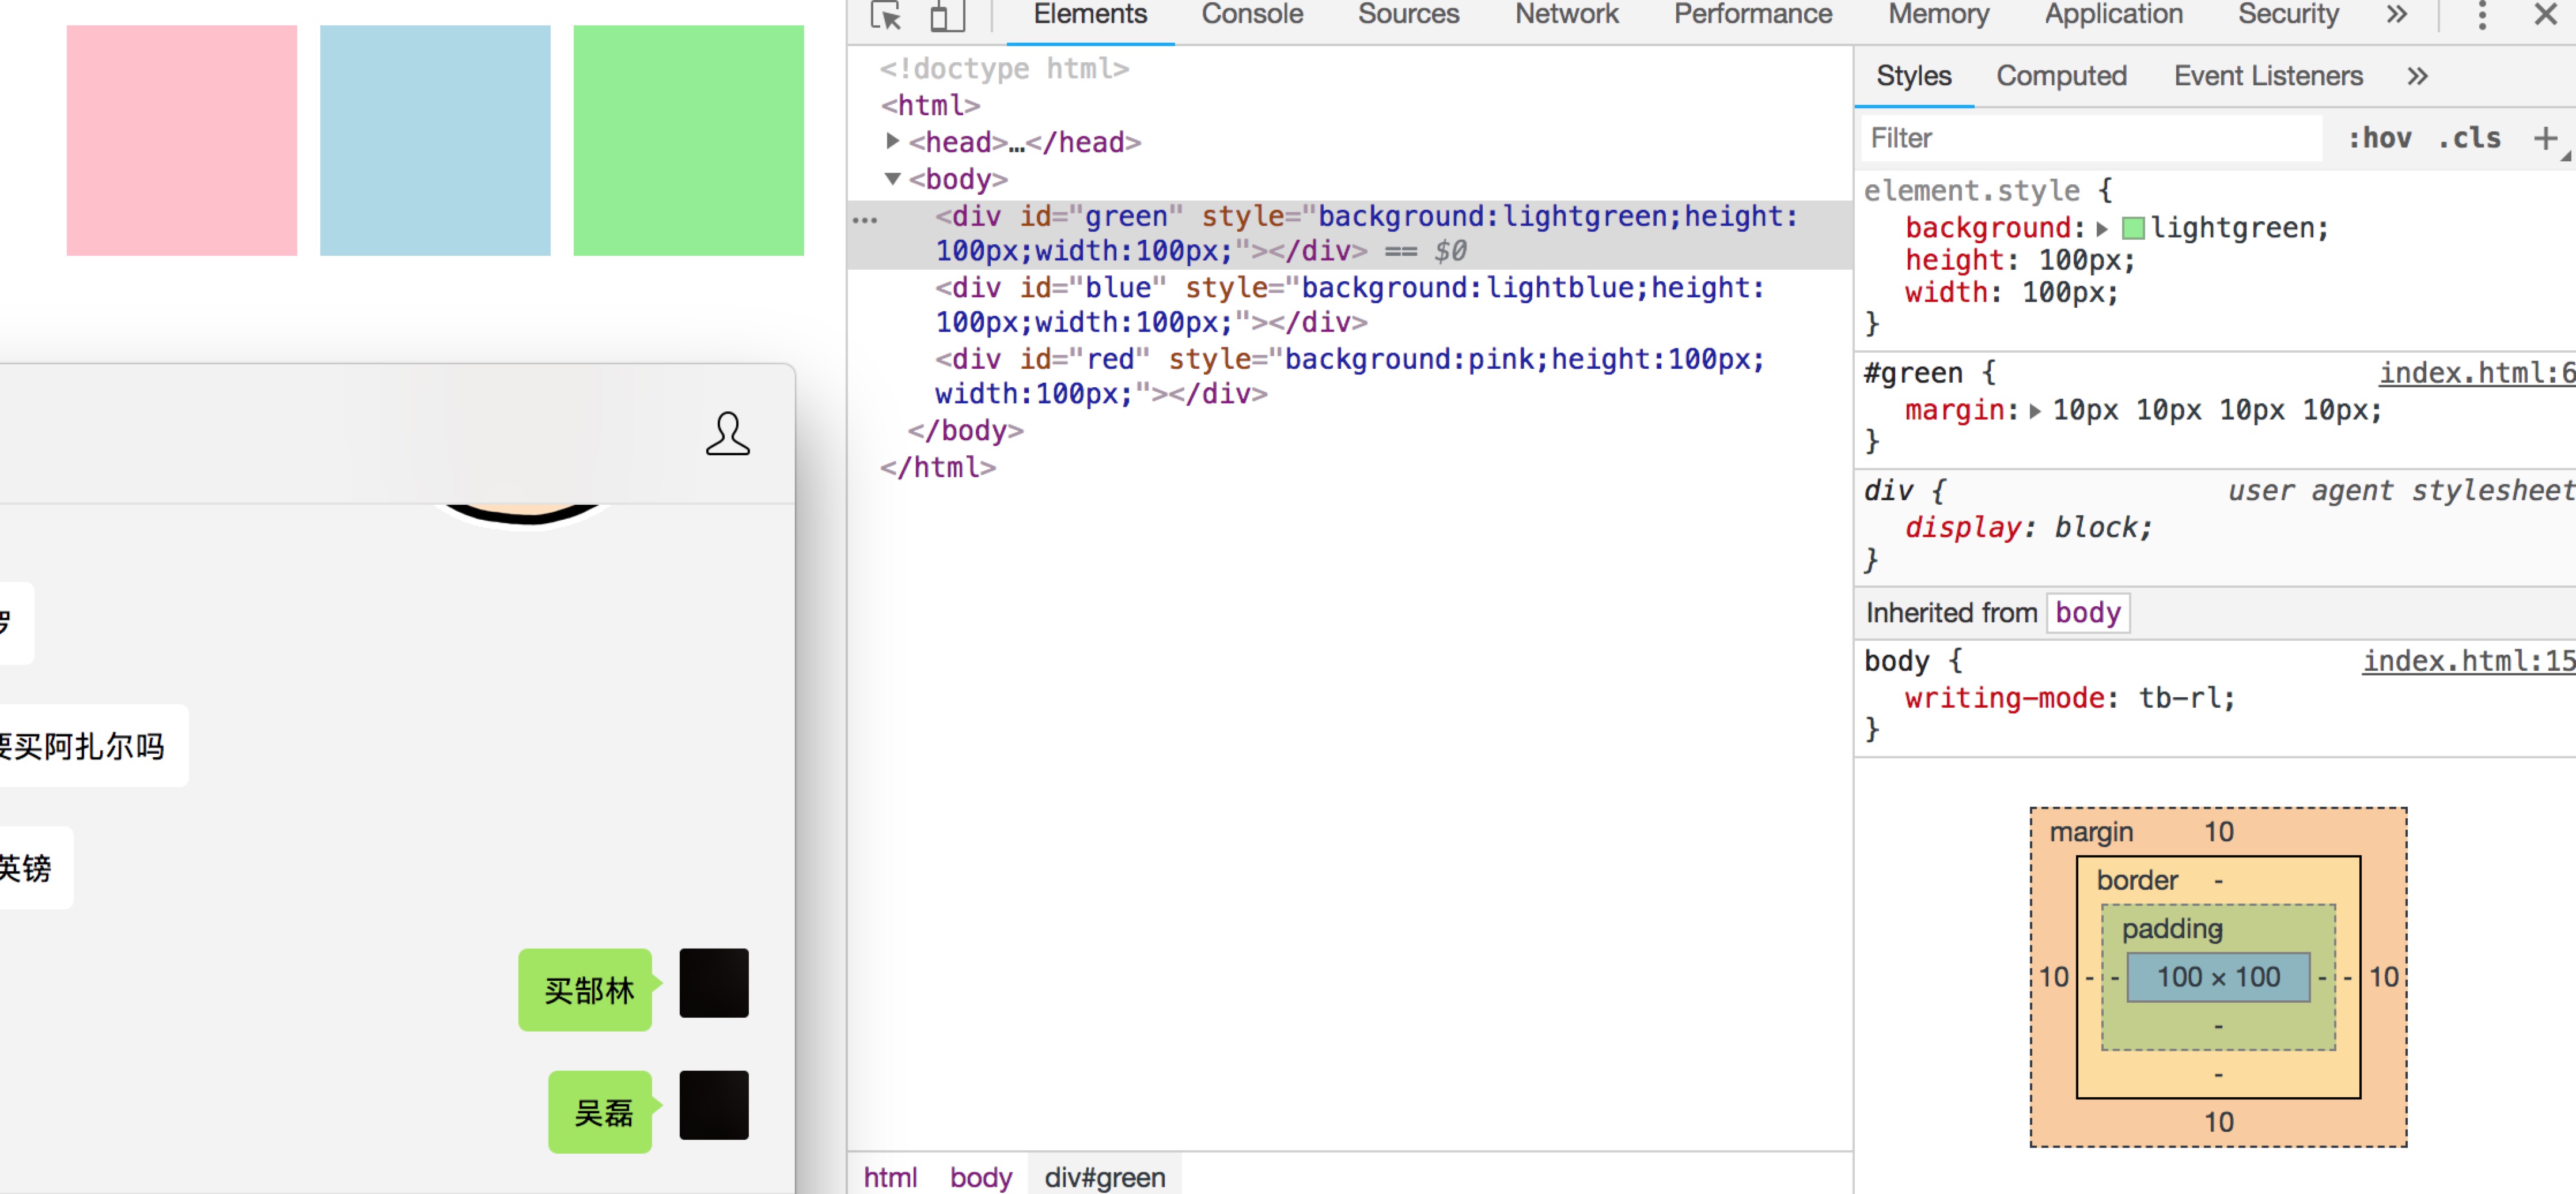 Elements Console Sources Network Performance Memory Application Security »
<!doctype html>
<html>
▶<head>…</head>
▼<body>
… <div id="green" style="background:lightgreen;height:
100px;width:100px;"></div> == $0
<div id="blue" style="background:lightblue;height:
100px;width:100px;"></div>
<div id="red" style="background:pink;height:100px;
width:100px;"></div>
</body>
</html>
html body div#green
Styles Computed Event Listeners »
Filter :hov .cls +
element.style {
background:▶lightgreen;
height: 100px;
width: 100px;
}
#green { index.html:6
margin:▶10px 10px 10px 10px;
}
div { user agent stylesheet
display: block;
}
Inherited from body
body { index.html:15
writing-mode: tb-rl;
}
margin 10
border -
padding
10 - - 100 × 100 - - 10
-
-
10
罗
要买阿扎尔吗
英镑
买郜林
吴磊